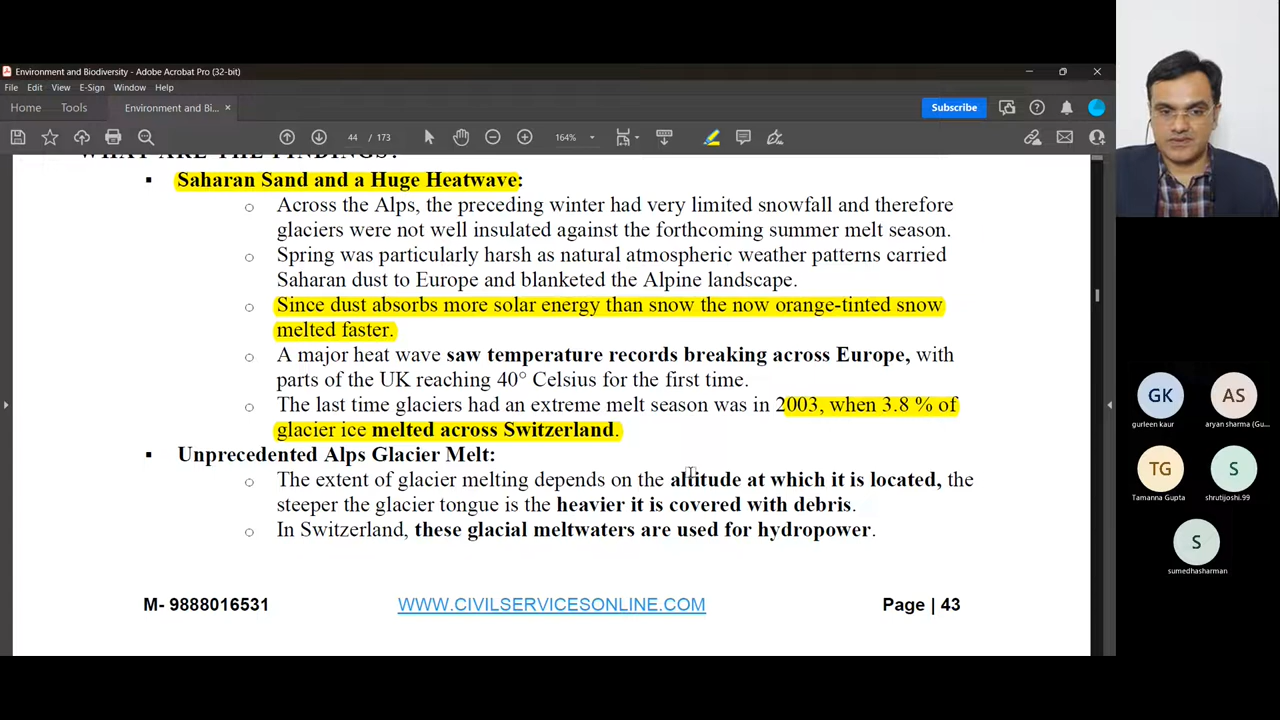 Environment and Biodiversity - Adobe Acrobat Pro (32-bit)
File Edit View E-Sign Window Help
Home Tools Environment and Bi... × Subscribe
44 / 173 164%
WHAT ARE THE FINDINGS?
▪ Saharan Sand and a Huge Heatwave:
○ Across the Alps, the preceding winter had very limited snowfall and therefore
glaciers were not well insulated against the forthcoming summer melt season.
○ Spring was particularly harsh as natural atmospheric weather patterns carried
Saharan dust to Europe and blanketed the Alpine landscape.
○ Since dust absorbs more solar energy than snow the now orange-tinted snow
melted faster.
○ A major heat wave saw temperature records breaking across Europe, with
parts of the UK reaching 40° Celsius for the first time.
○ The last time glaciers had an extreme melt season was in 2003, when 3.8 % of
glacier ice melted across Switzerland.
▪ Unprecedented Alps Glacier Melt:
○ The extent of glacier melting depends on the altitude at which it is located, the
steeper the glacier tongue is the heavier it is covered with debris.
○ In Switzerland, these glacial meltwaters are used for hydropower.
M- 9888016531 WWW.CIVILSERVICESONLINE.COM Page | 43
GK AS
gurleen kaur aryan sharma (Gu...
TG S
Tamanna Gupta shrutijoshi.99
S
sumedhasharman